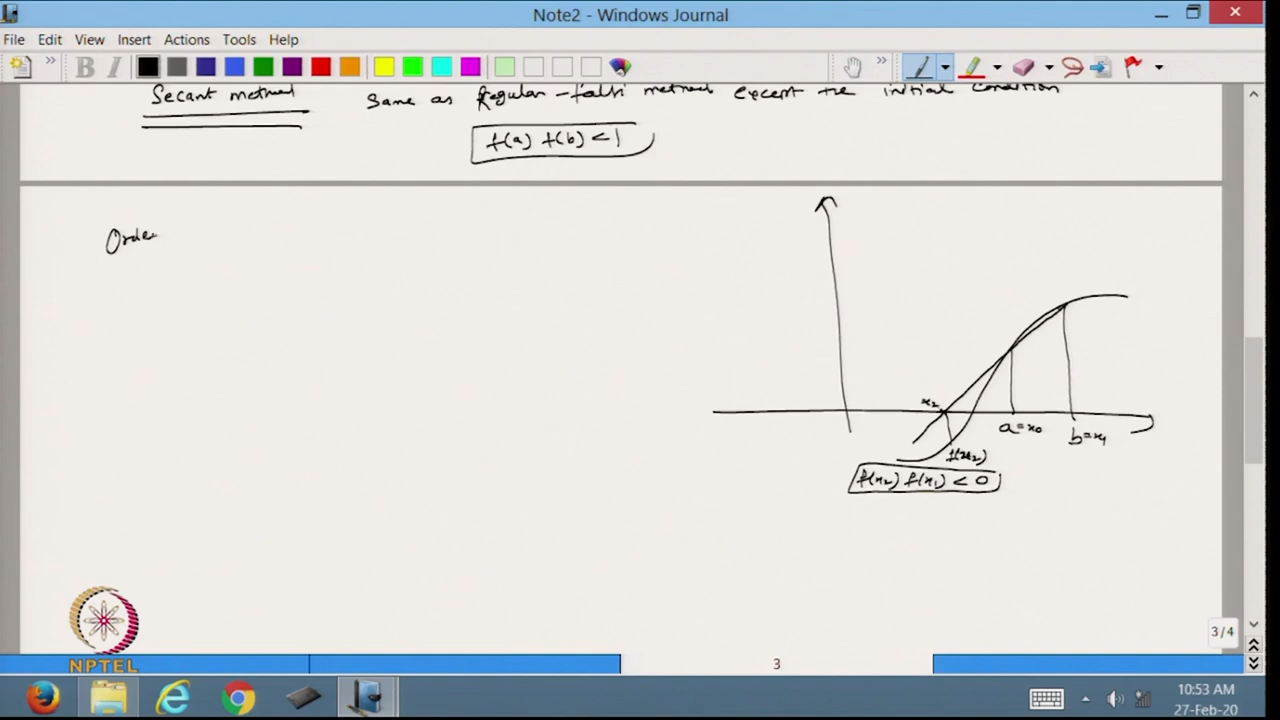 Note2 - Windows Journal
File Edit View Insert Actions Tools Help
Secant method Same as Regular-falsi method except the initial condition
f(a) f(b) < 1
Orde
x2
a = x0
b = x1
f(x2)
f(x2) f(x1) < 0
3/4
NPTEL
3
10:53 AM
27-Feb-20